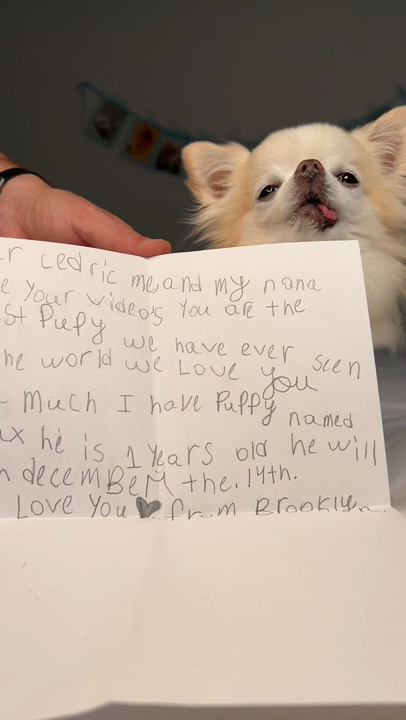 r cedric me and my nana
e your video's you are the
st Pupy we have ever seen
he world we Love you
Much I have Puppy named
ax he is 1 years old he will
n decemBer the.14th.
Love You from Brooklyn.